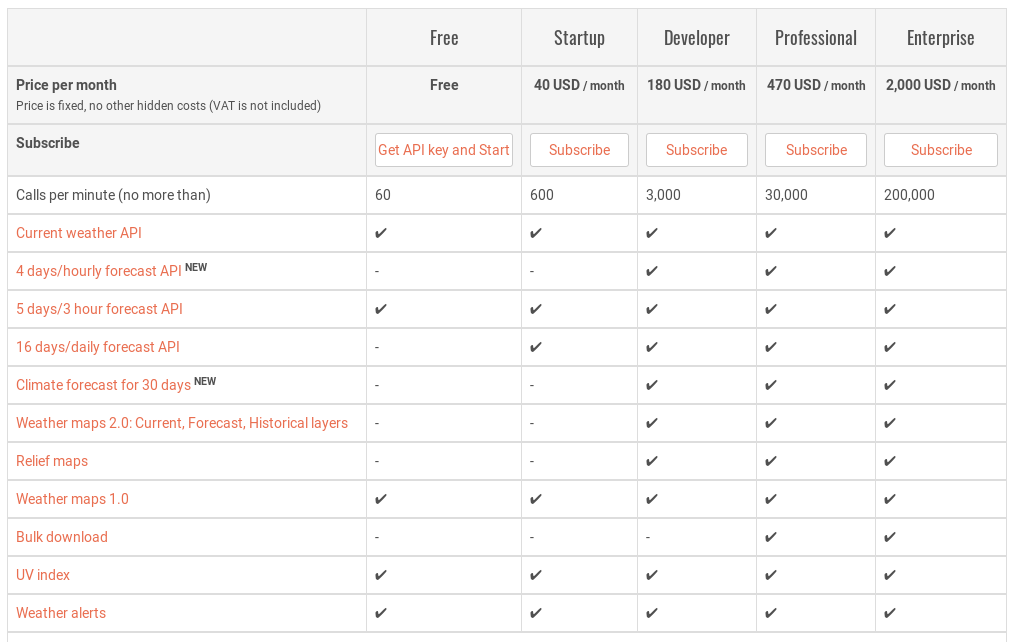 Free Startup Developer Professional Enterprise
Price per month Free 40 USD / month 180 USD / month 470 USD / month 2,000 USD / month
Price is fixed, no other hidden costs (VAT is not included)
Subscribe Get API key and Start Subscribe Subscribe Subscribe Subscribe
Calls per minute (no more than) 60 600 3,000 30,000 200,000
Current weather API ✔ ✔ ✔ ✔ ✔
4 days/hourly forecast API NEW - - ✔ ✔ ✔
5 days/3 hour forecast API ✔ ✔ ✔ ✔ ✔
16 days/daily forecast API - ✔ ✔ ✔ ✔
Climate forecast for 30 days NEW - - ✔ ✔ ✔
Weather maps 2.0: Current, Forecast, Historical layers - - ✔ ✔ ✔
Relief maps - - ✔ ✔ ✔
Weather maps 1.0 ✔ ✔ ✔ ✔ ✔
Bulk download - - - ✔ ✔
UV index ✔ ✔ ✔ ✔ ✔
Weather alerts ✔ ✔ ✔ ✔ ✔